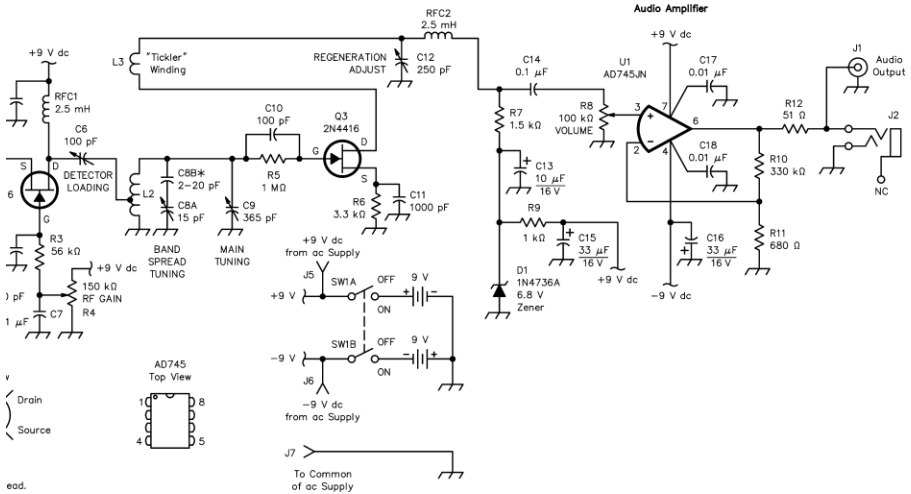 Audio Amplifier
RFC2
2.5 mH
+9 V dc
L3
"Tickler"
Winding
REGENERATION
ADJUST
C12
250 pF
C14
0.1 µF
U1
AD745JN
C17
0.01 µF
J1
Audio
Output
RFC1
2.5 mH
C6
100 pF
C10
100 pF
Q3
2N4416
R8
100 kΩ
VOLUME
+9 V dc
R12
51 Ω
J2
R7
1.5 kΩ
3
+
7
6
2
−
4
S
D
DETECTOR
LOADING
6
G
G
D
S
R5
1 MΩ
C8B*
2-20 pF
L2
C8A
15 pF
C9
365 pF
R6
3.3 kΩ
C11
1000 pF
C13
10 µF
16 V
C18
0.01 µF
R10
330 kΩ
NC
R3
56 kΩ
BAND
SPREAD
TUNING
MAIN
TUNING
R9
1 kΩ
C15
33 µF
16 V
C16
33 µF
16 V
R11
680 Ω
+9 V dc
+9 V dc
from ac Supply
+9 V dc
150 kΩ
RF GAIN
R4
D1
1N4736A
6.8 V
Zener
-9 V dc
J5
SW1A
OFF
ON
9 V
+
−
+9 V
0 pF
1 µF
C7
SW1B
OFF
ON
9 V
−
+
-9 V
J6
-9 V dc
from ac Supply
AD745
Top View
1
8
4
5
Drain
Source
J7
To Common
of ac Supply
ead.